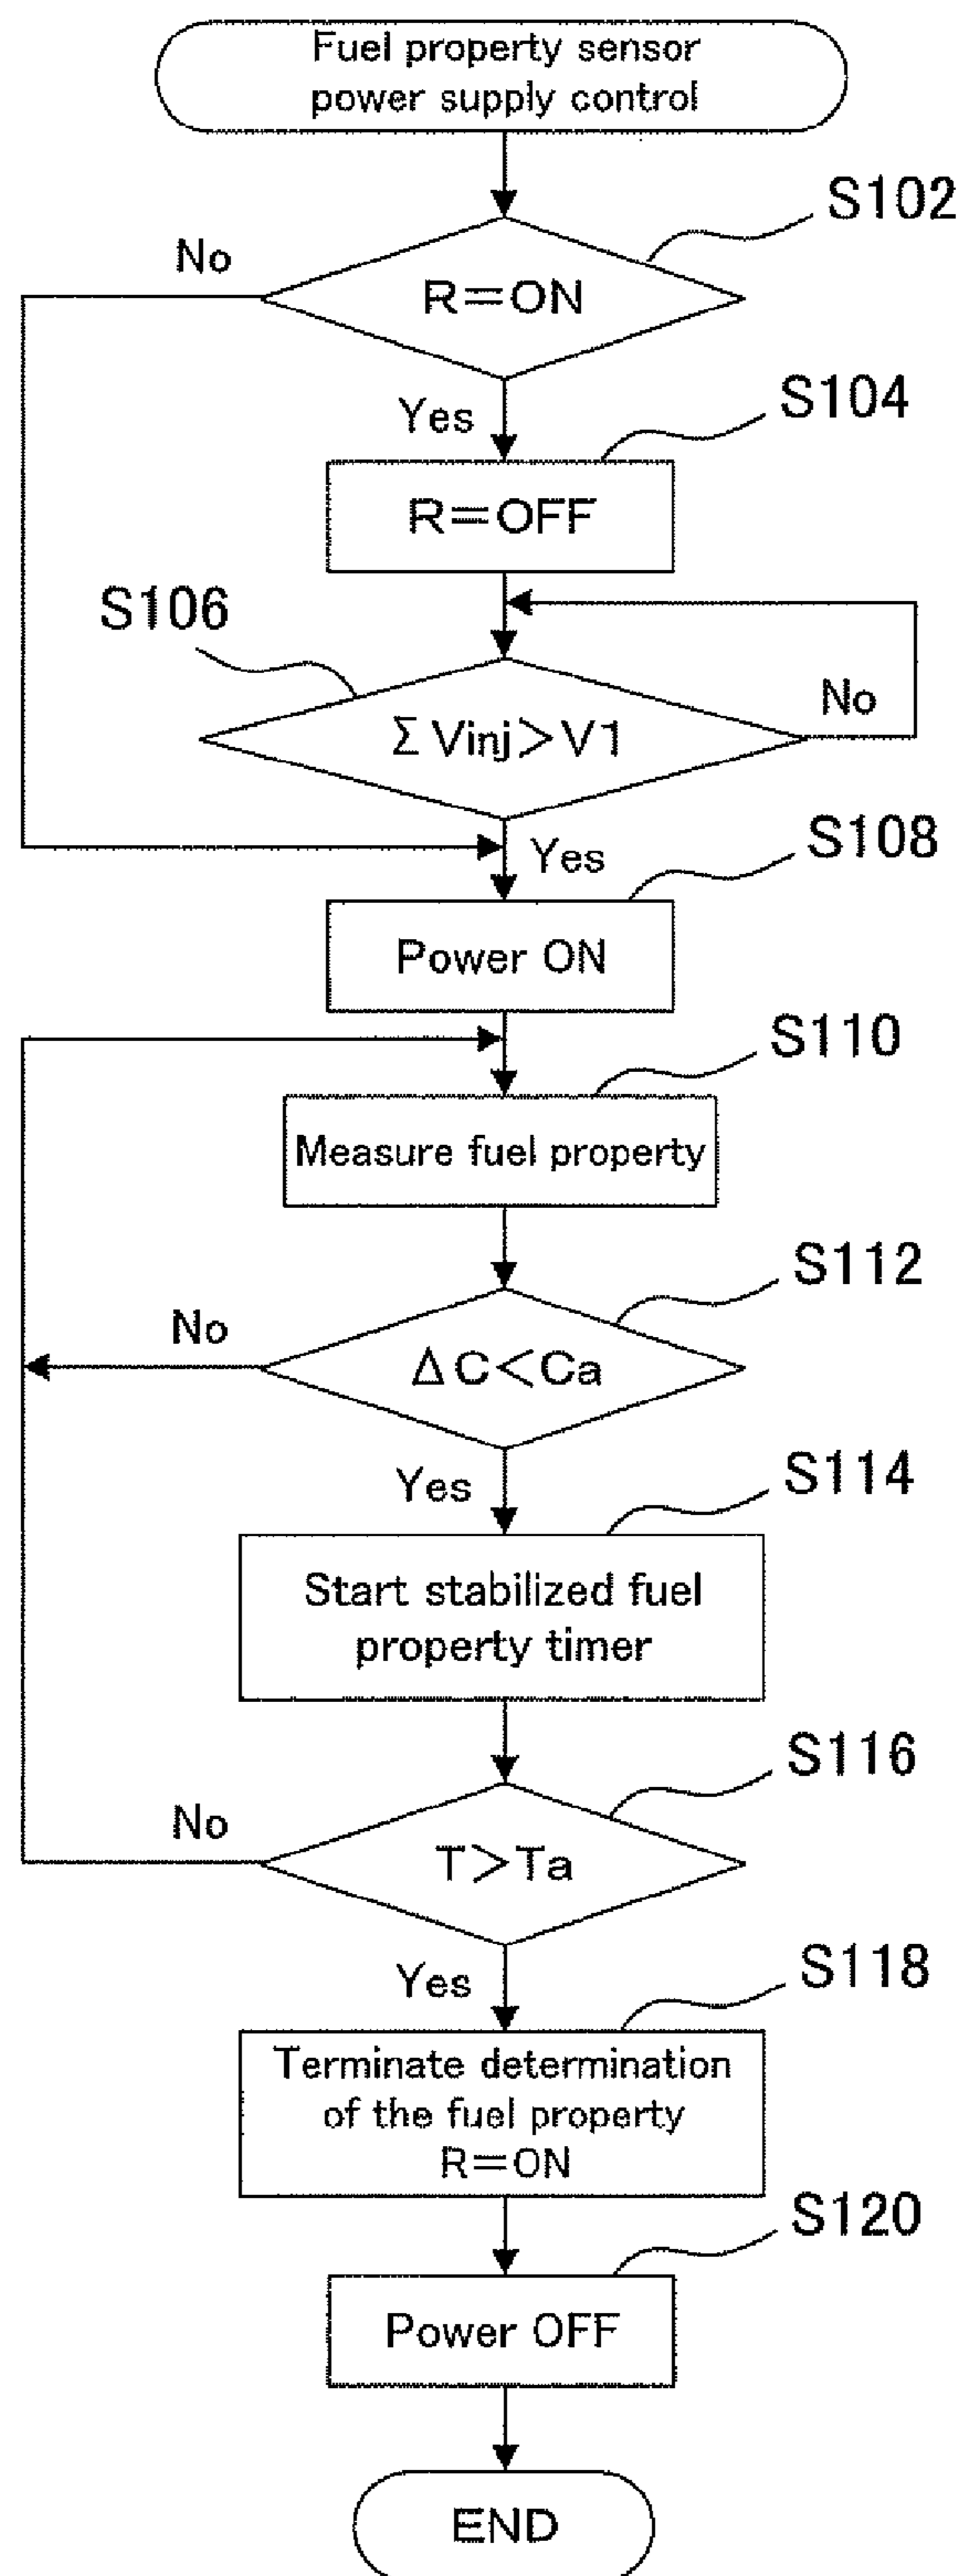 Fuel property sensor
power supply control
S102
No
R=ON
Yes
S104
R=OFF
S106
No
ΣVinj>V1
Yes
S108
Power ON
S110
Measure fuel property
S112
No
ΔC<Ca
Yes
S114
Start stabilized fuel
property timer
S116
No
T>Ta
Yes
S118
Terminate determination
of the fuel property
R=ON
S120
Power OFF
END